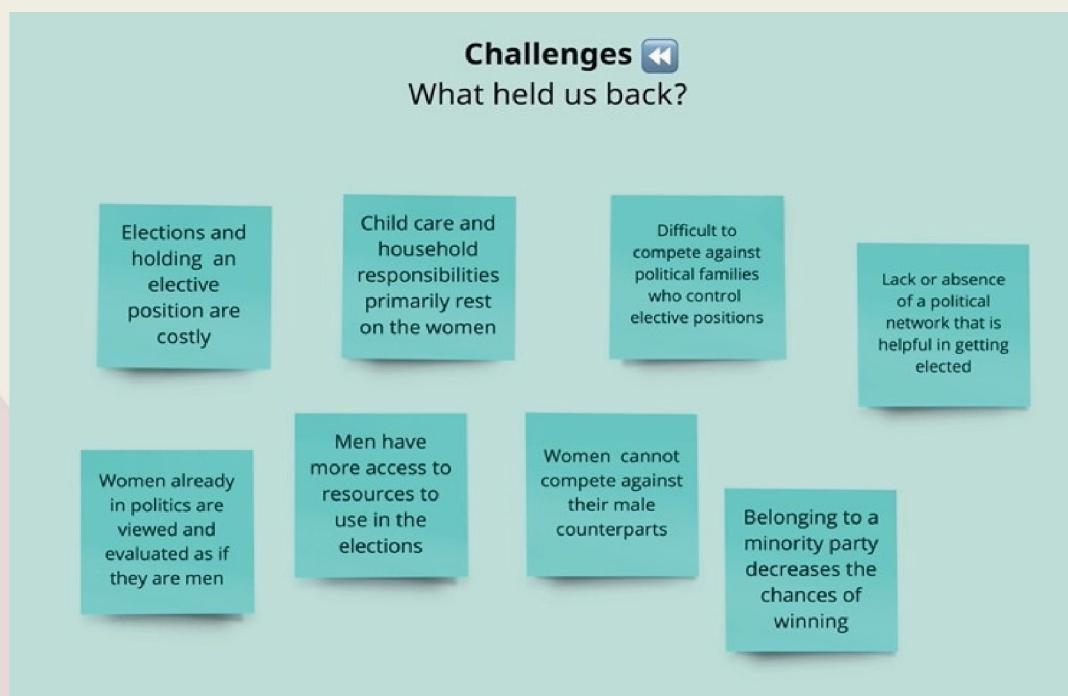 Challenges ⏪
What held us back?
Elections and
holding an
elective
position are
costly
Child care and
household
responsibilities
primarily rest
on the women
Difficult to
compete against
political families
who control
elective positions
Lack or absence
of a political
network that is
helpful in getting
elected
Women already
in politics are
viewed and
evaluated as if
they are men
Men have
more access to
resources to
use in the
elections
Women cannot
compete against
their male
counterparts
Belonging to a
minority party
decreases the
chances of
winning